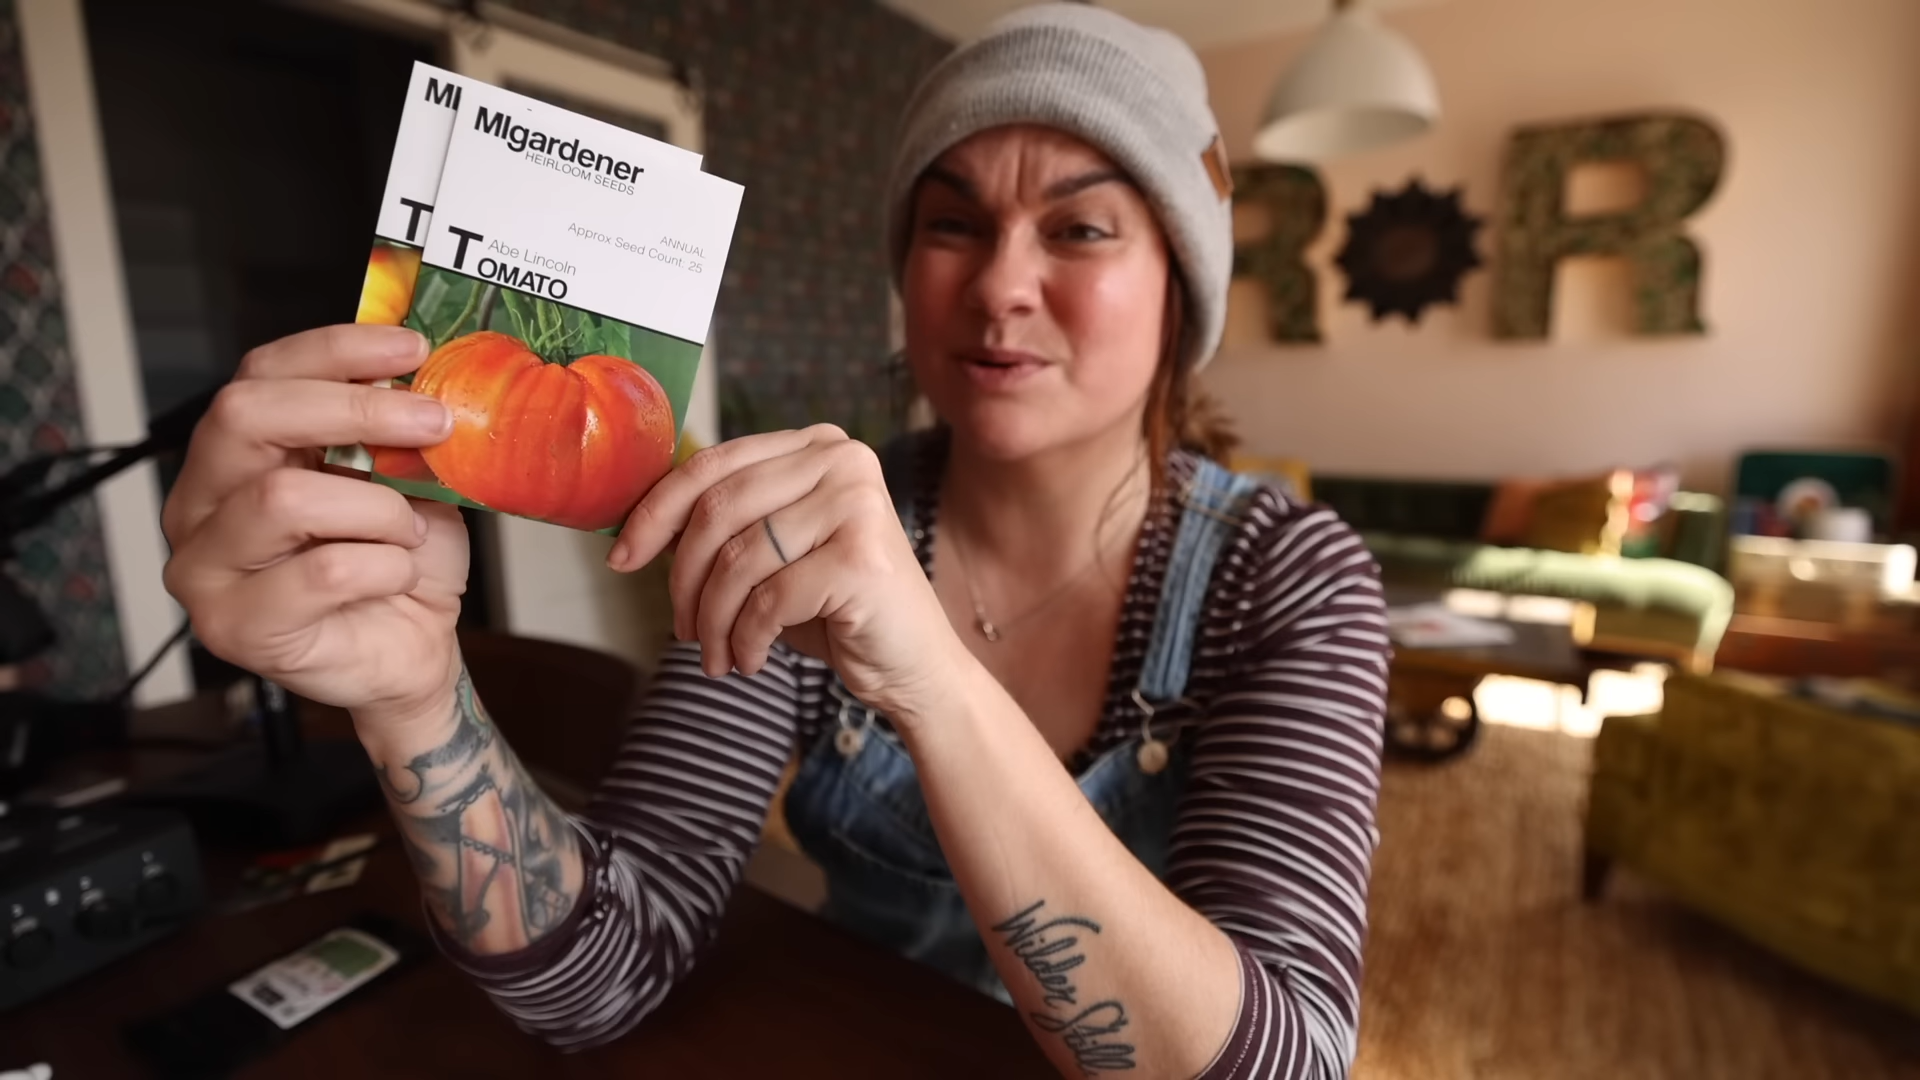 MI
T
MIgardener
HEIRLOOM SEEDS
ANNUAL
Approx Seed Count: 25
Abe Lincoln
TOMATO
R R
Wilder Still